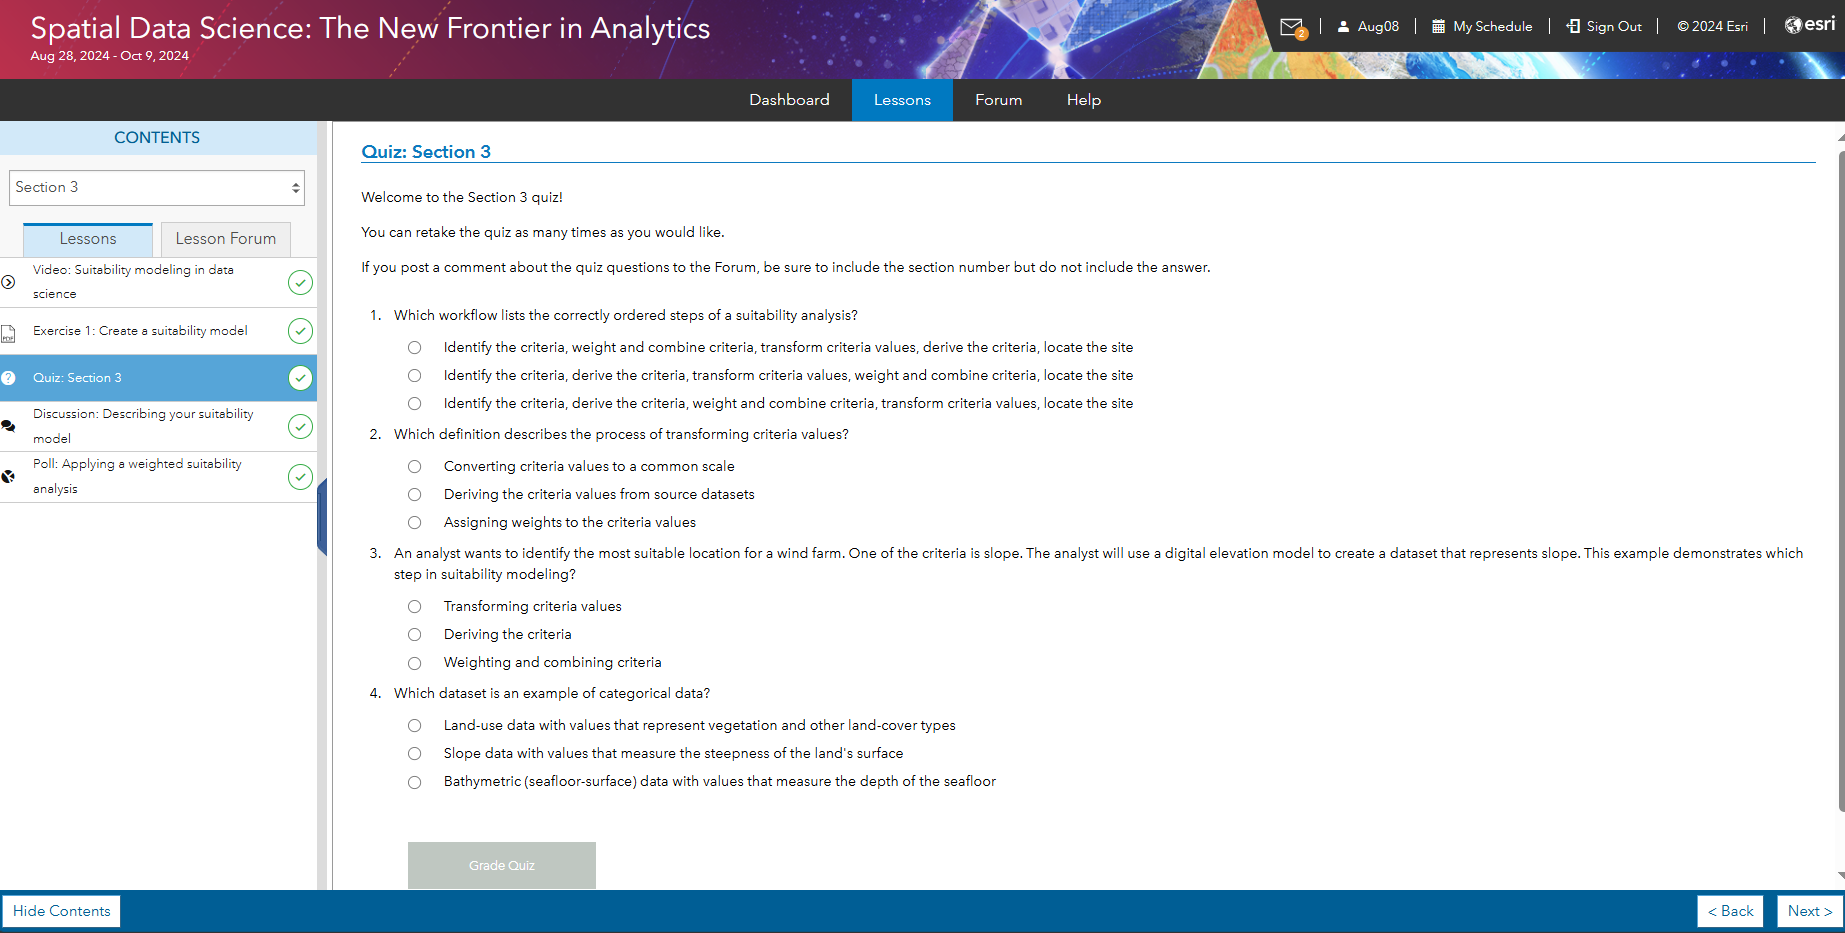 Spatial Data Science: The New Frontier in Analytics
Aug 28, 2024 - Oct 9, 2024
2 | Aug08 | My Schedule | Sign Out | © 2024 Esri | esri
Dashboard Lessons Forum Help
CONTENTS
Section 3
Lessons Lesson Forum
Video: Suitability modeling in data
science
PDF Exercise 1: Create a suitability model
? Quiz: Section 3
Discussion: Describing your suitability
model
Poll: Applying a weighted suitability
analysis
Quiz: Section 3
Welcome to the Section 3 quiz!
You can retake the quiz as many times as you would like.
If you post a comment about the quiz questions to the Forum, be sure to include the section number but do not include the answer.
1. Which workflow lists the correctly ordered steps of a suitability analysis?
Identify the criteria, weight and combine criteria, transform criteria values, derive the criteria, locate the site
Identify the criteria, derive the criteria, transform criteria values, weight and combine criteria, locate the site
Identify the criteria, derive the criteria, weight and combine criteria, transform criteria values, locate the site
2. Which definition describes the process of transforming criteria values?
Converting criteria values to a common scale
Deriving the criteria values from source datasets
Assigning weights to the criteria values
3. An analyst wants to identify the most suitable location for a wind farm. One of the criteria is slope. The analyst will use a digital elevation model to create a dataset that represents slope. This example demonstrates which
step in suitability modeling?
Transforming criteria values
Deriving the criteria
Weighting and combining criteria
4. Which dataset is an example of categorical data?
Land-use data with values that represent vegetation and other land-cover types
Slope data with values that measure the steepness of the land's surface
Bathymetric (seafloor-surface) data with values that measure the depth of the seafloor
Grade Quiz
Hide Contents
< Back Next >